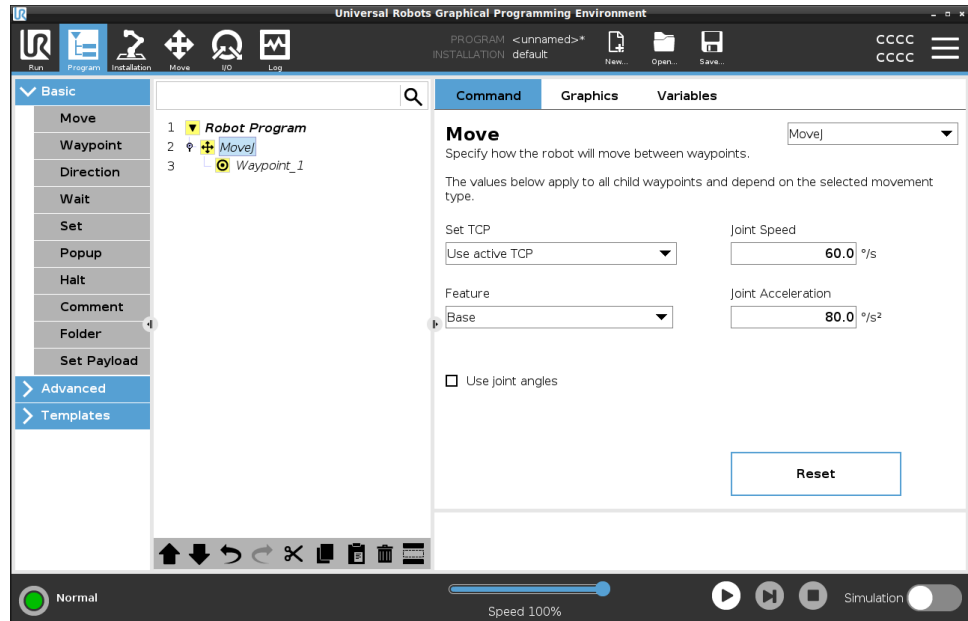 Universal Robots Graphical Programming Environment
UR
Run
Program
Installation
Move
I/O
Log
PROGRAM <unnamed>*
INSTALLATION default
New...
Open...
Save...
CCCC
CCCC
Basic
Move
Waypoint
Direction
Wait
Set
Popup
Halt
Comment
Folder
Set Payload
Advanced
Templates
1 Robot Program
2 MoveJ
3 Waypoint_1
Command Graphics Variables
Move
MoveJ
Specify how the robot will move between waypoints.
The values below apply to all child waypoints and depend on the selected movement
type.
Set TCP
Joint Speed
Use active TCP
60.0 °/s
Feature
Joint Acceleration
Base
80.0 °/s²
Use joint angles
Reset
Normal
Speed 100%
Simulation